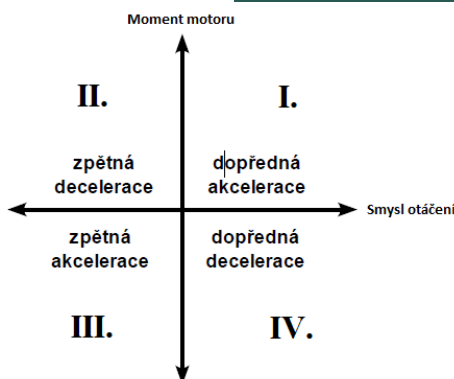 Moment motoru
II.
I.
zpětná
decelerace
dopředná
akcelerace
Smysl otáčení
zpětná
akcelerace
dopředná
decelerace
III.
IV.